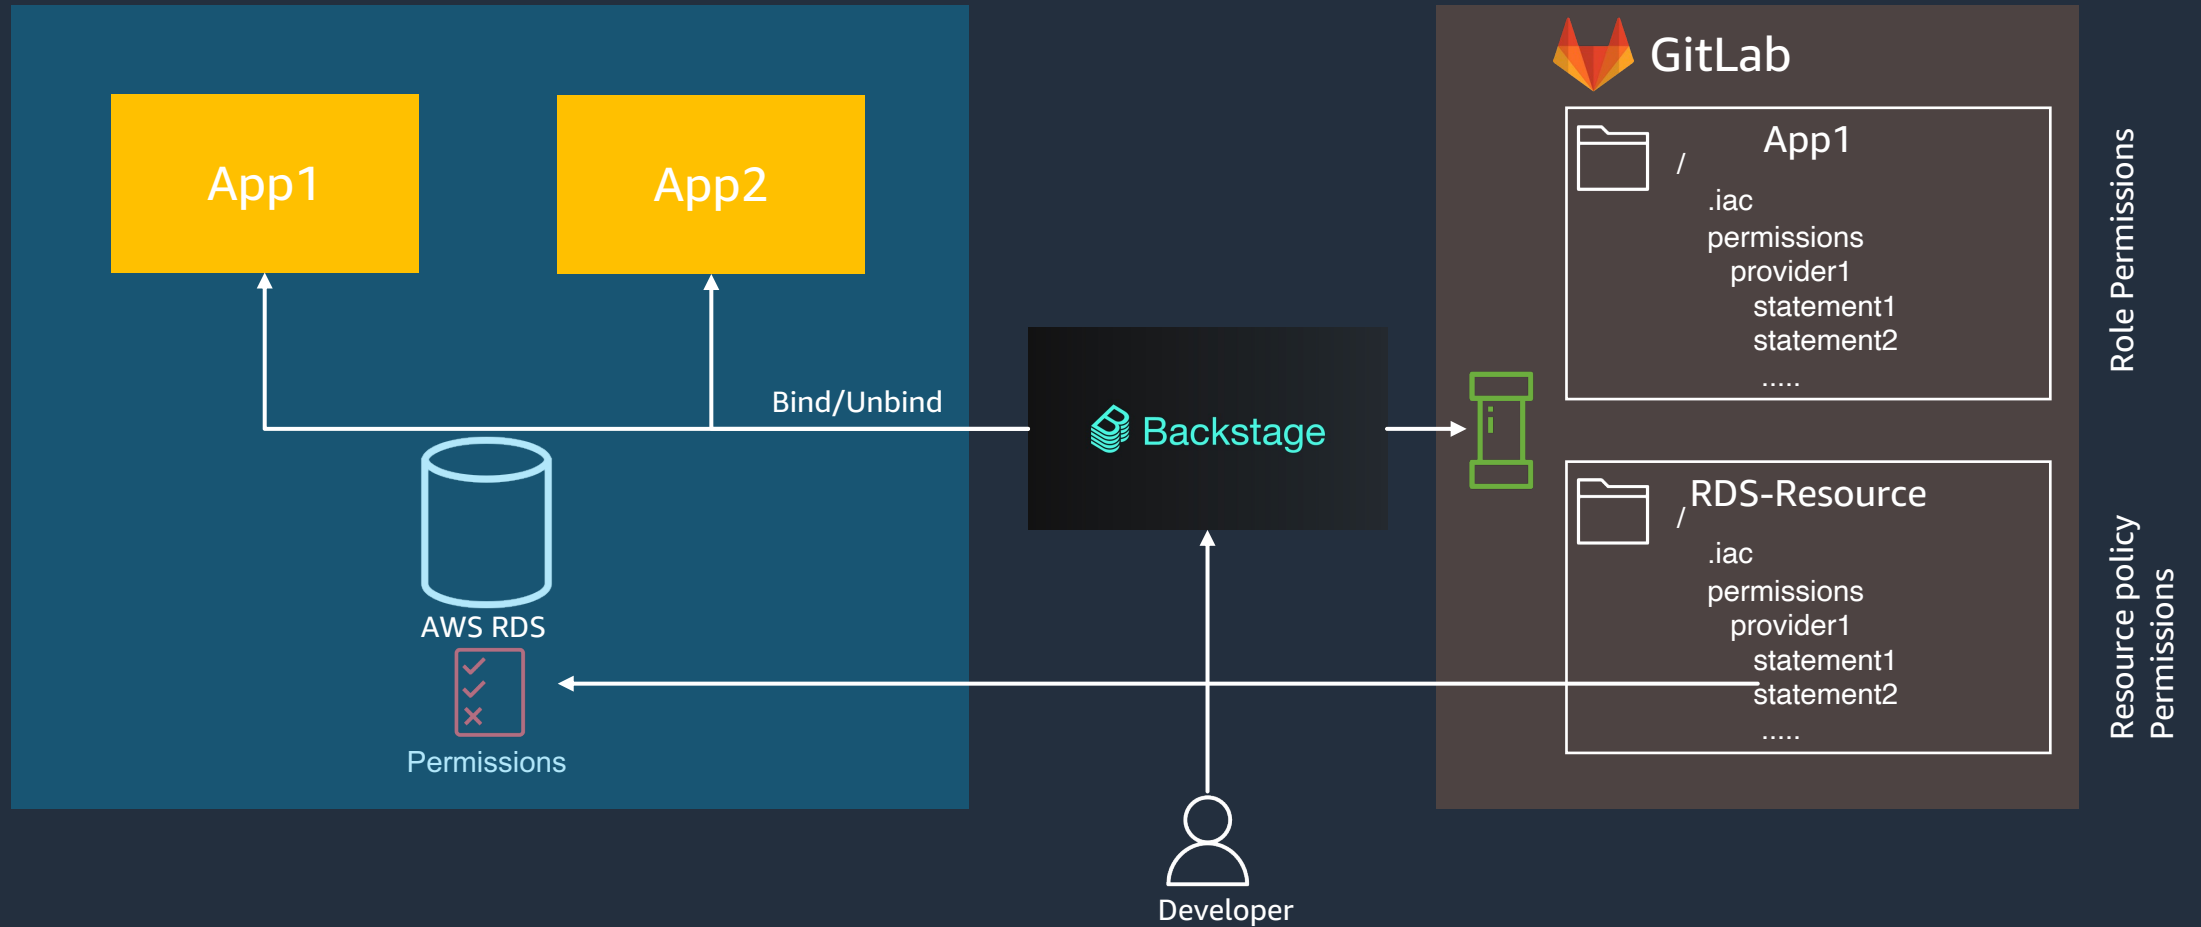 App1
App2
Bind/Unbind
AWS RDS
Permissions
Backstage
Developer
GitLab
App1
/
.iac
permissions
provider1
statement1
statement2
.....
RDS-Resource
/
.iac
permissions
provider1
statement1
statement2
.....
Role Permissions
Resource policy
Permissions